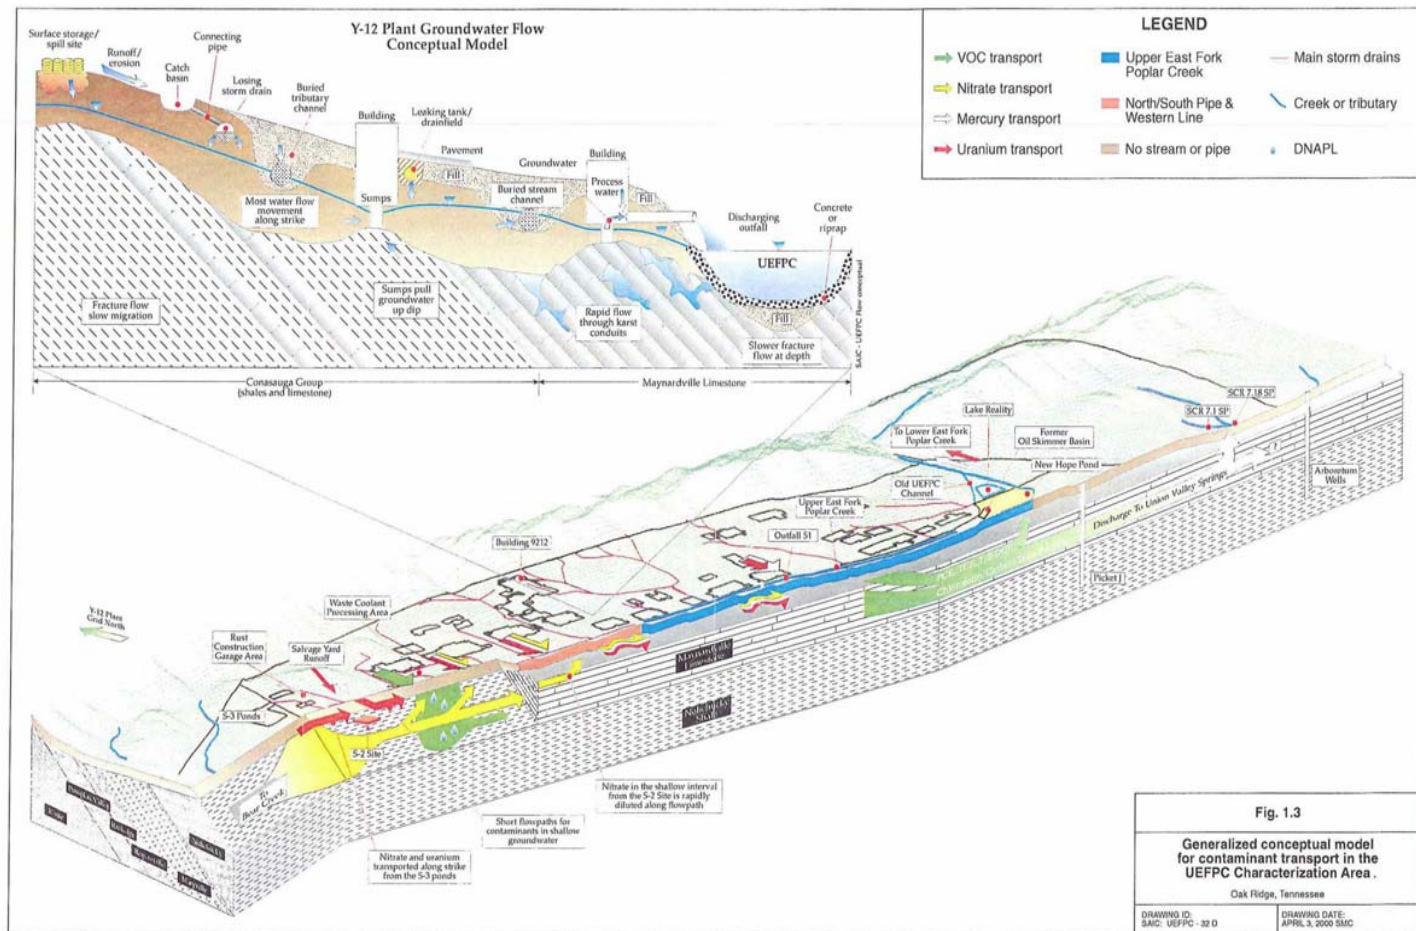 Y-12 Plant Groundwater Flow
Conceptual Model
Surface storage/
spill site
Runoff/
erosion
Catch
basin
Connecting
pipe
Losing
storm drain
Buried
tributary
channel
Building
Leaking tank/
drainfield
Pavement
Fill
Groundwater
Building
Process
water
Fill
Most water flow
movement
along strike
Sumps
Buried stream
channel
Discharging
outfall
Concrete
or
riprap
UEFPC
Fill
Fracture flow
slow migration
Sumps pull
groundwater
up dip
Rapid flow
through karst
conduits
Slower fracture
flow at depth
SAIC - UEFPC Flow conceptual
Conasauga Group
(shales and limestone)
Maynardville Limestone
LEGEND
VOC transport
Nitrate transport
Mercury transport
Uranium transport
Upper East Fork
Poplar Creek
North/South Pipe &
Western Line
No stream or pipe
Main storm drains
Creek or tributary
DNAPL
SCR 7.18 SP
SCR 7.1 SP
Lake Reality
To Lower East Fork
Poplar Creek
Former
Oil Skimmer Basin
New Hope Pond
Old UEFPC
Channel
Arboretum
Wells
Discharge To Union Valley Springs
?
Upper East Fork
Poplar Creek
Outfall 51
Building 9212
Picket J
Waste Coolant
Processing Area
Y-12 Plant
Grid North
Rust
Construction
Garage Area
Salvage Yard
Runoff
S-3 Ponds
S-2 Site
Maynardville
Limestone
Nolichucky
Shale
To
Bear Creek
Nitrate in the shallow interval
from the S-2 Site is rapidly
diluted along flowpath
Short flowpaths for
contaminants in shallow
groundwater
Nitrate and uranium
transported along strike
from the S-3 ponds
Fig. 1.3
Generalized conceptual model
for contaminant transport in the
UEFPC Characterization Area .
Oak Ridge, Tennessee
DRAWING ID:
SAIC: UEFPC - 32 D
DRAWING DATE:
APRIL 3, 2000 SMC